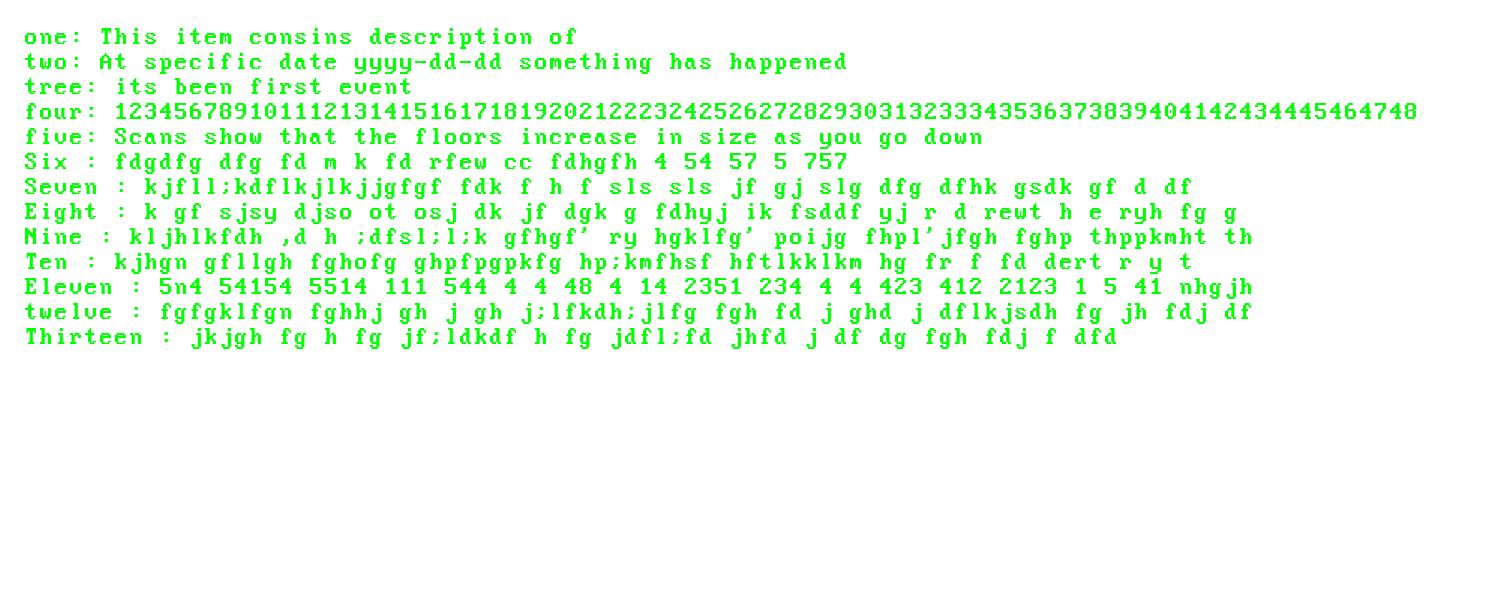 one: This item consins description of
two: At specific date yyyy-dd-dd something has happened
tree: its been first event
four: 123456789101112131415161718192021222324252627282930313233343536373839404142434445464748
five: Scans show that the floors increase in size as you go down
Six : fdgdfg dfg fd m k fd rfew cc fdhgfh 4 54 57 5 757
Seven : kjfll;kdflkjlkjjgfgf fdk f h f sls sls jf gj slg dfg dfhk gsdk gf d df
Eight : k gf sjsy djso ot osj dk jf dgk g fdhyj ik fsddf yj r d rewt h e ryh fg g
Nine : kljhlkfdh ,d h ;dfsl;l;k gfhgf' ry hgklfg' poijg fhpl'jfgh fghp thppkmht th
Ten : kjhgn gfllgh fghofg ghpfpgpkfg hp;kmfhsf hftlkklkm hg fr f fd dert r y t
Eleven : 5n4 54154 5514 111 544 4 4 48 4 14 2351 234 4 4 423 412 2123 1 5 41 nhgjh
twelve : fgfgklfgn fghhj gh j gh j;lfkdh;jlfg fgh fd j ghd j dflkjsdh fg jh fdj df
Thirteen : jkjgh fg h fg jf;ldkdf h fg jdfl;fd jhfd j df dg fgh fdj f dfd